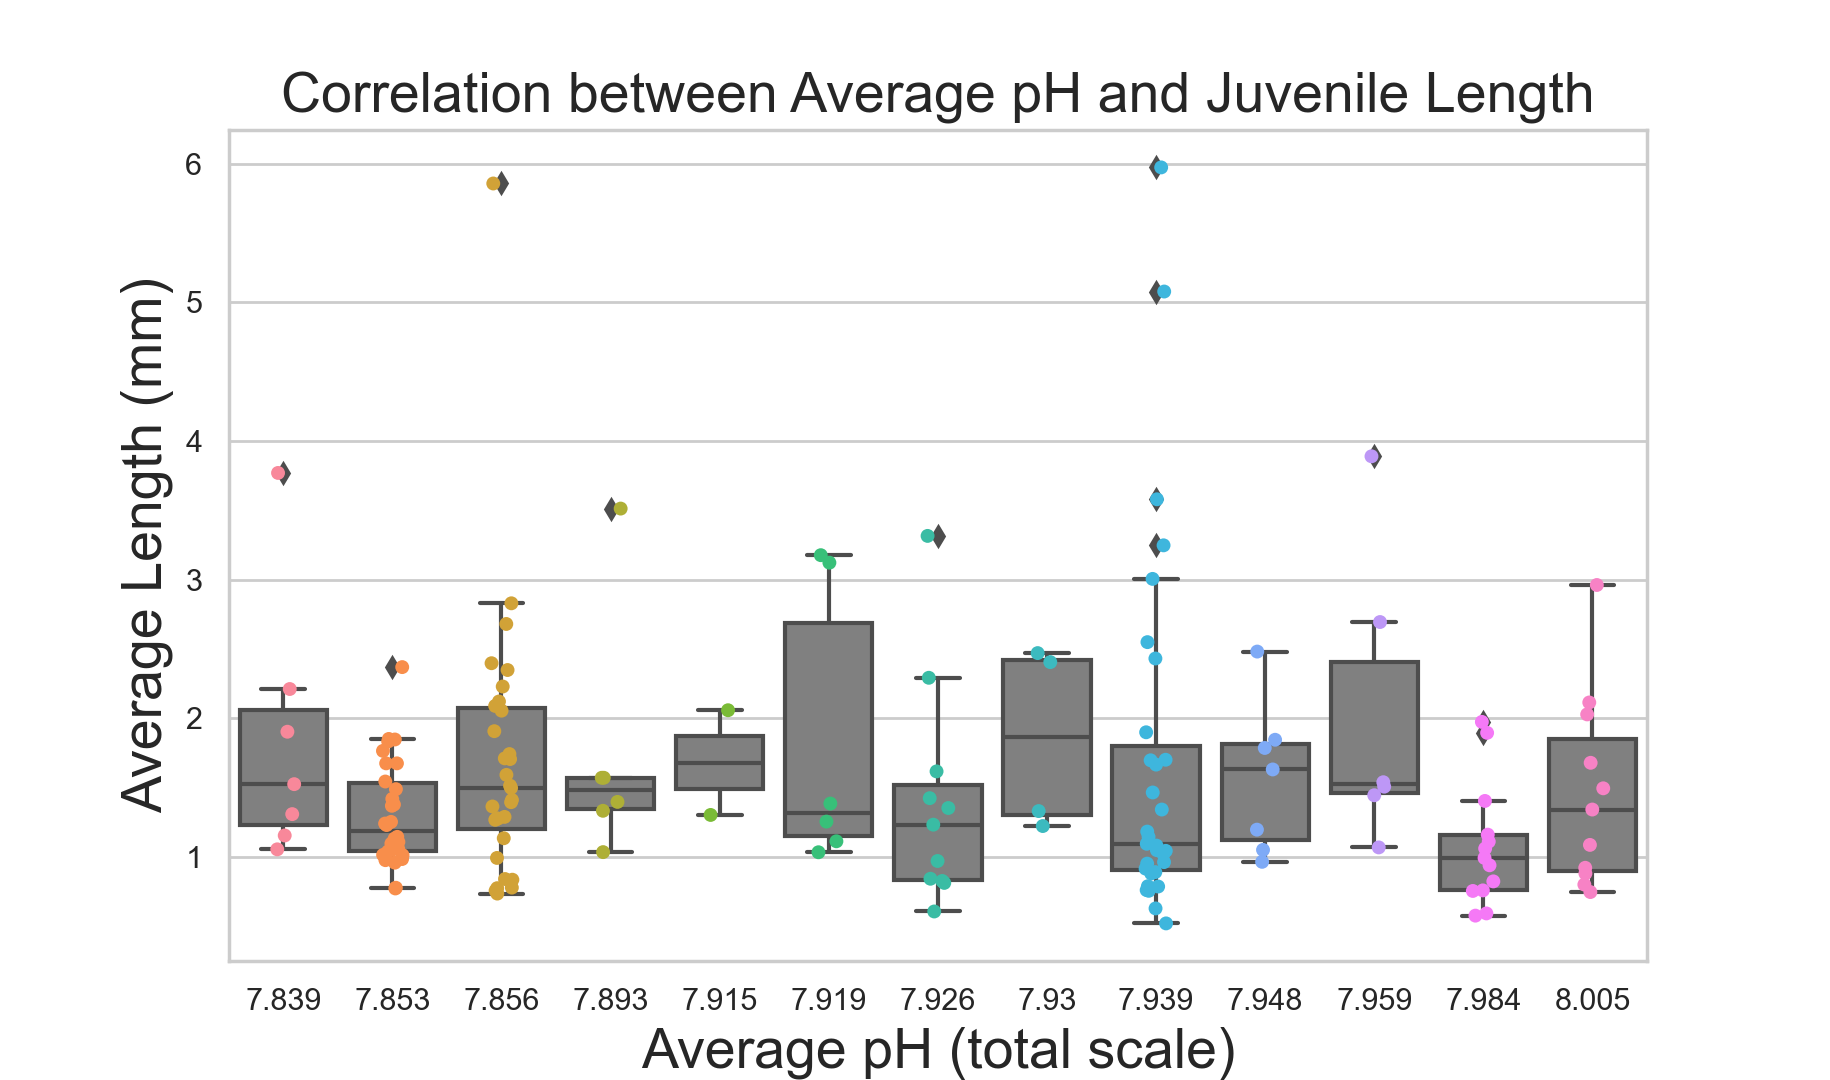 Correlation between Average pH and Juvenile Length
Average Length (mm)
6
5
4
3
2
1
7.839 7.853 7.856 7.893 7.915 7.919 7.926 7.93 7.939 7.948 7.959 7.984 8.005
Average pH (total scale)